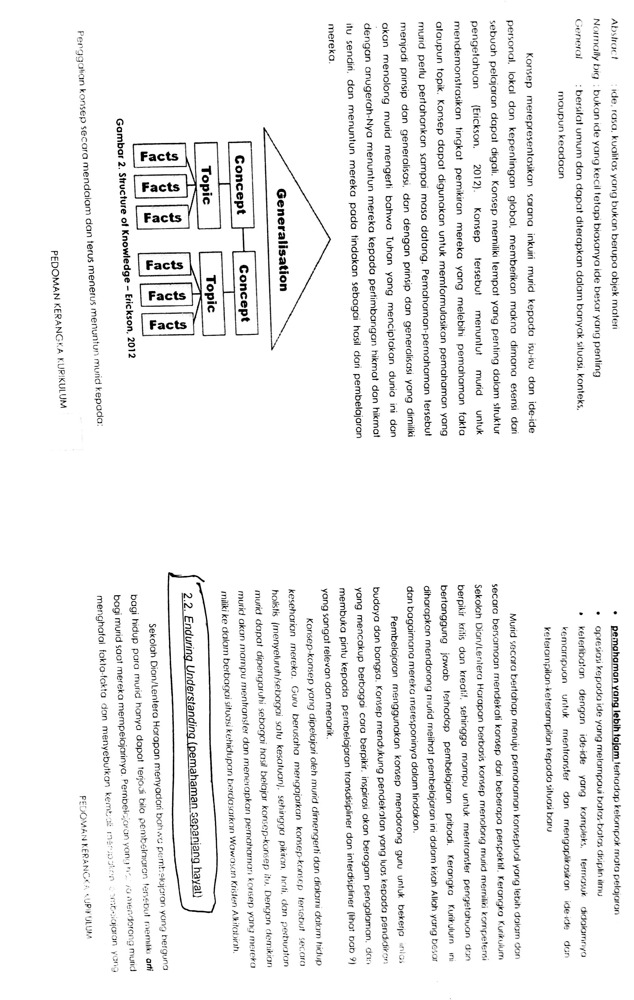 Abstract : ide, rasa, kualitas yang bukan berupa objek materi
Normally big : bukan ide yang kecil tetapi biasanya ide besar yang penting
General : bersifat umum dan dapat diterapkan dalam banyak situasi, konteks,
maupun keadaan
Konsep merepresentasikan sarana inkuiri murid kepada isu-isu dan ide-ide
personal, lokal dan kepentingan global, memberikan makna dimana esensi dari
sebuah pelajaran dapat digali. Konsep memiliki tempat yang penting dalam struktur
pengetahuan (Erickson, 2012). Konsep tersebut menuntut murid untuk
mendemonstrasikan tingkat pemikiran mereka yang melebihi pemahaman fakta
ataupun topik. Konsep dapat digunakan untuk memformulasikan pemahaman yang
murid perlu pertahankan sampai masa datang. Pemahaman-pemahaman tersebut
menjadi prinsip dan generalisasi, dan dengan prinsip dan generalisasi yang dimiliki
akan menolong murid mengerti bahwa Tuhan yang menciptakan dunia ini dan
dengan anugerah-Nya menuntun mereka kepada pertimbangan hikmat dan hikmat
itu sendiri, dan menuntun mereka pada tindakan sebagai hasil dari pembelajaran
mereka.
Generalisation
Concept Concept
Topic Topic
Facts Facts Facts Facts Facts Facts
Gambar 2. Structure of Knowledge – Erickson, 2012
Penggalian konsep secara mendalam dan terus menerus menuntun murid kepada:
PEDOMAN KERANGKA KURIKULUM
• pemahaman yang lebih tajam terhadap kelompok mata pelajaran
• apresiasi kepada ide yang melampaui batas-batas disiplin ilmu
• keterlibatan dengan ide-ide yang kompleks, termasuk didalamnya
kemampuan untuk mentransfer dan mengaplikasikan ide-ide dan
keterampilan-keterampilan kepada situasi baru
Murid secara bertahap menuju pemahaman konseptual yang lebih dalam dan
secara bersamaan mendekati konsep dari beberapa perspektif. Kerangka Kurikulum
Sekolah Dian/Lentera Harapan berbasis konsep menolong murid memiliki kompetensi
berpikir kritis dan kreatif, sehingga mampu untuk mentransfer pengetahuan dan
bertanggung jawab terhadap pembelajaran pribadi. Kerangka Kurikulum ini
diharapkan mendorong murid melihat pembelajaran ini dalam kisah Allah yang besar
dan bagaimana mereka meresponinya dalam tindakan.
Pembelajaran menggunakan konsep mendorong guru untuk bekerja intas
budaya dan bangsa. Konsep mendukung pendekatan yang luas kepada pendidikan
yang mencakup berbagai cara berpikir, inspirasi akan beragam pengalaman, dan
membuka pintu kepada pembelajaran transdisipliner dan interdisipliner (lihat bab 9)
yang sangat relevan dan menarik.
Konsep-konsep yang dipelajari oleh murid dimengerti dan dialami dalam hidup
keseharian mereka. Guru berusaha mengajarkan konsep-konsep tersebut secara
holistis (menyeluruh/sebagai satu kesatuan), sehingga pikiran, hati, dan perbuatan
murid dapat dipengaruhi sebagai hasil belajar konsep-konsep itu. Dengan demikian
murid akan mampu mentransfer dan menerapkan pemahaman konsep yang mereka
miliki ke dalam berbagai situasi kehidupan berdasarkan Wawasan Kristen Alkitabiah.
2.2. Enduring Understanding (pemahaman sepanjang hayat)
Sekolah Dian/Lentera Harapan menyadari bahwa pembelajaran yang berguna
bagi hidup para murid hanya dapat terjadi bila pembelajaran tersebut memiliki arti
bagi murid saat mereka mempelajarinya. Pembelajaran yang hanya mendorong murid
menghafal fakta-fakta dan menyebutkan kembali merupakan pembelajaran yang
PEDOMAN KERANGKA KURIKULUM